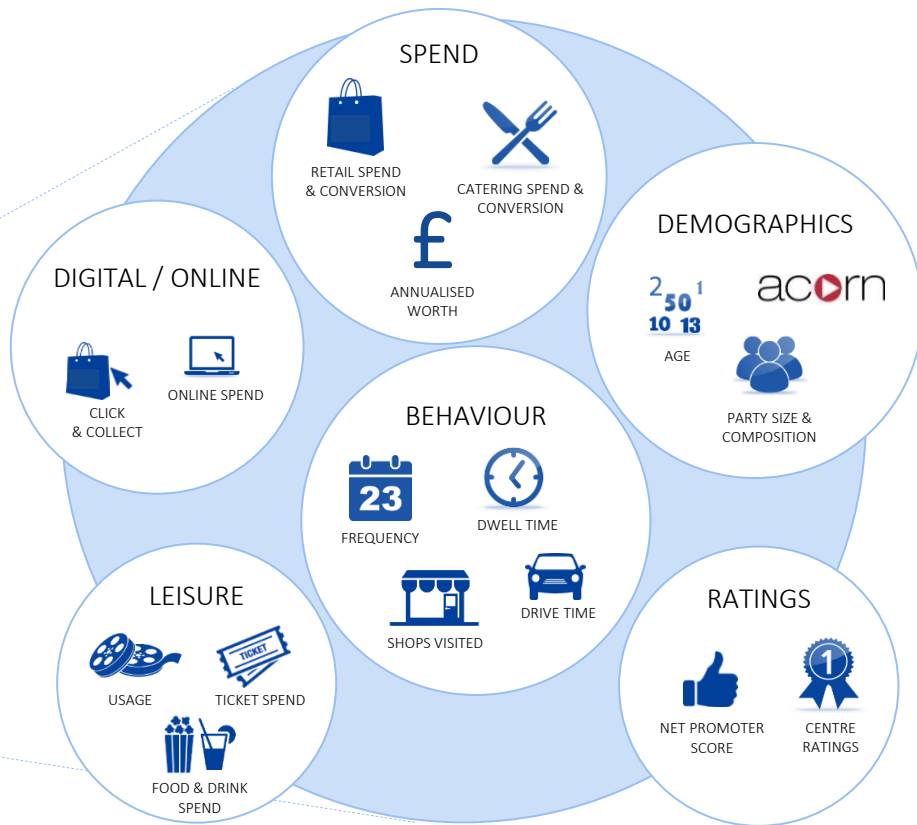 SPEND
RETAIL SPEND
& CONVERSION
CATERING SPEND &
CONVERSION
£
ANNUALISED
WORTH
DEMOGRAPHICS
2 50 1
10 13
AGE
acorn
PARTY SIZE &
COMPOSITION
DIGITAL / ONLINE
CLICK
& COLLECT
ONLINE SPEND
BEHAVIOUR
23
FREQUENCY
DWELL TIME
SHOPS VISITED
DRIVE TIME
LEISURE
USAGE
TICKET
TICKET SPEND
FOOD & DRINK
SPEND
RATINGS
NET PROMOTER
SCORE
1
CENTRE
RATINGS